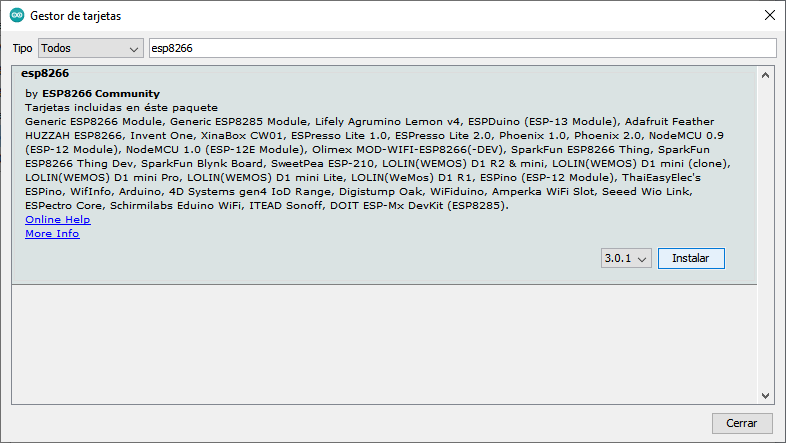 Gestor de tarjetas
Tipo Todos esp8266
esp8266
by ESP8266 Community
Tarjetas incluidas en éste paquete
Generic ESP8266 Module, Generic ESP8285 Module, Lifely Agrumino Lemon v4, ESPDuino (ESP-13 Module), Adafruit Feather
HUZZAH ESP8266, Invent One, XinaBox CW01, ESPresso Lite 1.0, ESPresso Lite 2.0, Phoenix 1.0, Phoenix 2.0, NodeMCU 0.9
(ESP-12 Module), NodeMCU 1.0 (ESP-12E Module), Olimex MOD-WIFI-ESP8266(-DEV), SparkFun ESP8266 Thing, SparkFun
ESP8266 Thing Dev, SparkFun Blynk Board, SweetPea ESP-210, LOLIN(WEMOS) D1 R2 & mini, LOLIN(WEMOS) D1 mini (clone),
LOLIN(WEMOS) D1 mini Pro, LOLIN(WEMOS) D1 mini Lite, LOLIN(WeMos) D1 R1, ESPino (ESP-12 Module), ThaiEasyElec's
ESPino, WifInfo, Arduino, 4D Systems gen4 IoD Range, Digistump Oak, WiFiduino, Amperka WiFi Slot, Seeed Wio Link,
ESPectro Core, Schirmilabs Eduino WiFi, ITEAD Sonoff, DOIT ESP-Mx DevKit (ESP8285).
Online Help
More Info
3.0.1 Instalar
Cerrar